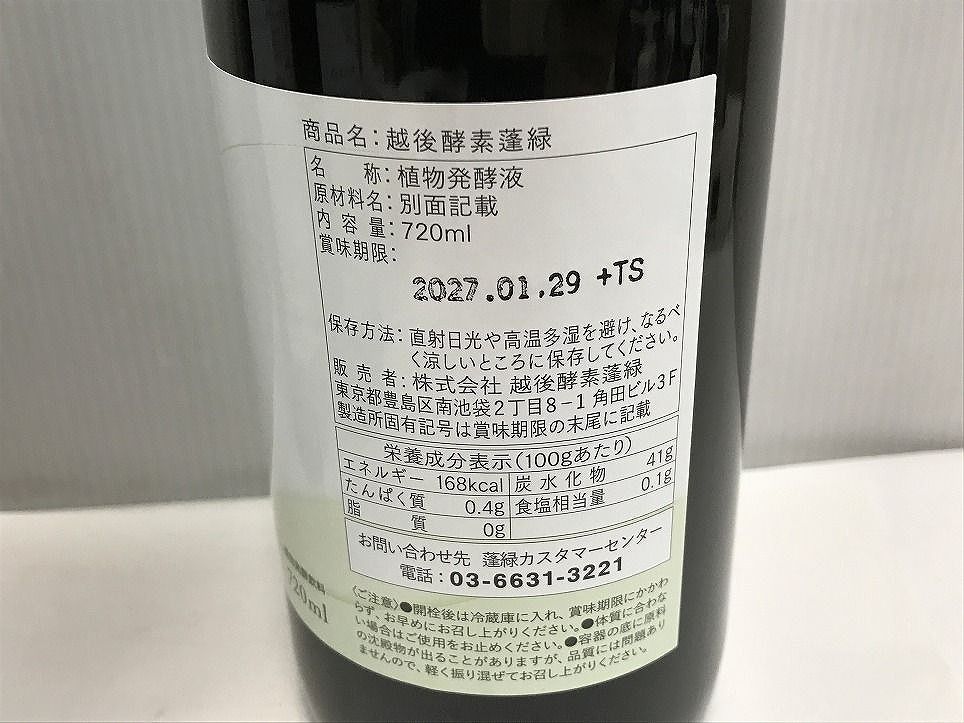 商品名：越後酵素蓬緑
名　称：植物発酵液
原材料名：別面記載
内容量：720ml
賞味期限：
2027.01.29 +TS
保存方法：直射日光や高温多湿を避け、なるべ
く涼しいところに保存してください。
販売者：株式会社 越後酵素蓬緑
東京都豊島区南池袋2丁目8-1 角田ビル3F
製造所固有記号は賞味期限の末尾に記載
栄養成分表示(100gあたり)
エネルギー 168kcal 炭水化物 41g
たんぱく質 0.4g 食塩相当量 0.1g
脂質 0g
お問い合わせ先 蓬緑カスタマーセンター
電話：03-6631-3221
〈ご注意〉●開栓後は冷蔵庫に入れ、賞味期限にかかわ
らず、お早めにお召し上がりください。●体質に合わな
い場合はご使用をお止めください。●容器の底に原料
の沈殿物が出ることがありますが、品質には問題あり
ませんので、軽く振り混ぜてお召し上がりください。
720ml